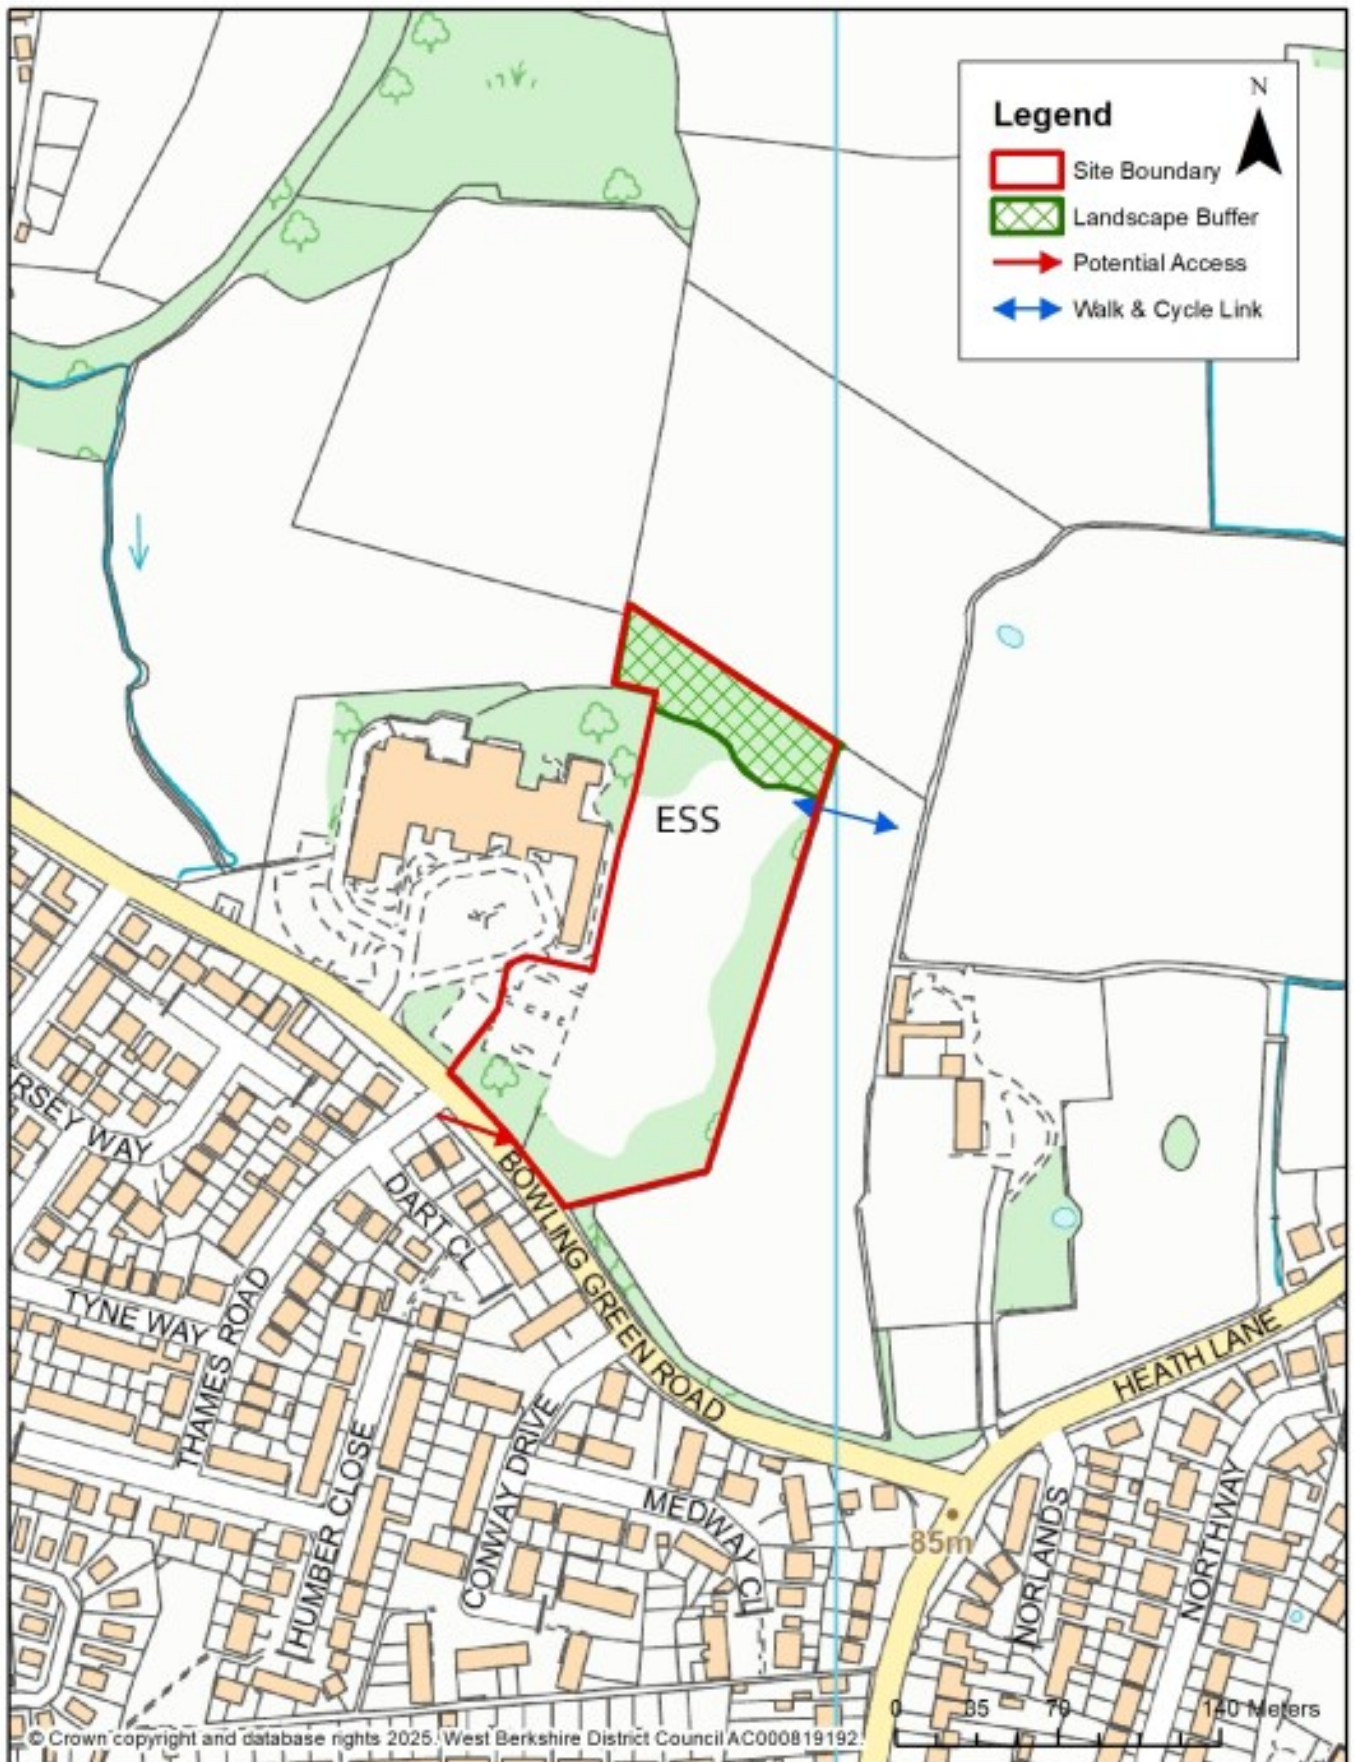 N
Legend
Site Boundary
Landscape Buffer
Potential Access
Walk & Cycle Link
ESS
RSEY WAY
DART CL
BOWLING GREEN ROAD
TYNE WAY
THAMES ROAD
HEATH LANE
HUMBER CLOSE
CONWAY DRIVE
MEDWAY CL
85m
NORLANDS
NORTHWAY
0 35 70 140 Meters
© Crown copyright and database rights 2025. West Berkshire District Council AC000819192.